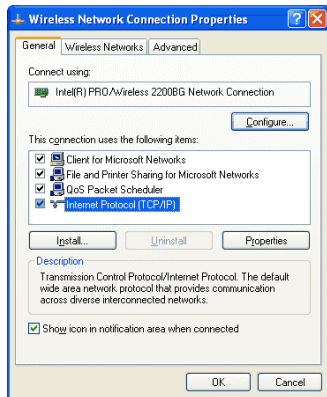 Wireless Network Connection Properties
General Wireless Networks Advanced
Connect using:
Intel(R) PRO/Wireless 2200BG Network Connection
Configure...
This connection uses the following items:
Client for Microsoft Networks
File and Printer Sharing for Microsoft Networks
QoS Packet Scheduler
Internet Protocol (TCP/IP)
Install... Uninstall Properties
Description
Transmission Control Protocol/Internet Protocol. The default
wide area network protocol that provides communication
across diverse interconnected networks.
Show icon in notification area when connected
OK Cancel